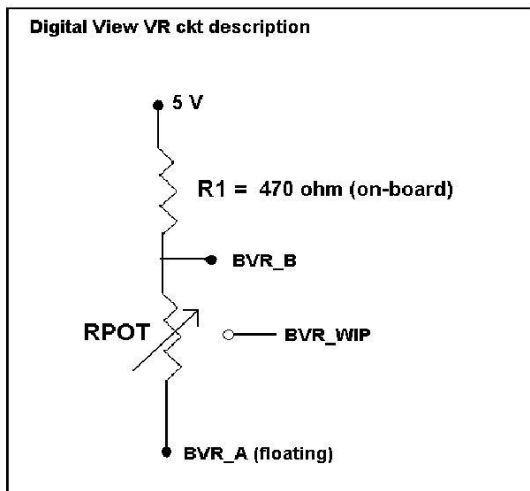 Digital View VR ckt description
5 V
R1 = 470 ohm (on-board)
BVR_B
RPOT
BVR_WIP
BVR_A (floating)